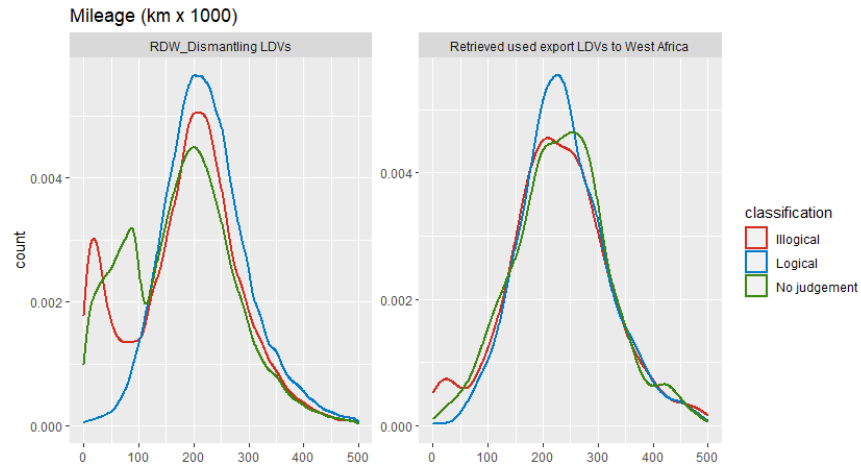 Mileage (km x 1000)
RDW_Dismantling LDVs
Retrieved used export LDVs to West Africa
count
0.004
0.002
0.000
0 100 200 300 400 500
0.004
0.002
0.000
0 100 200 300 400 500
classification
Illogical
Logical
No judgement